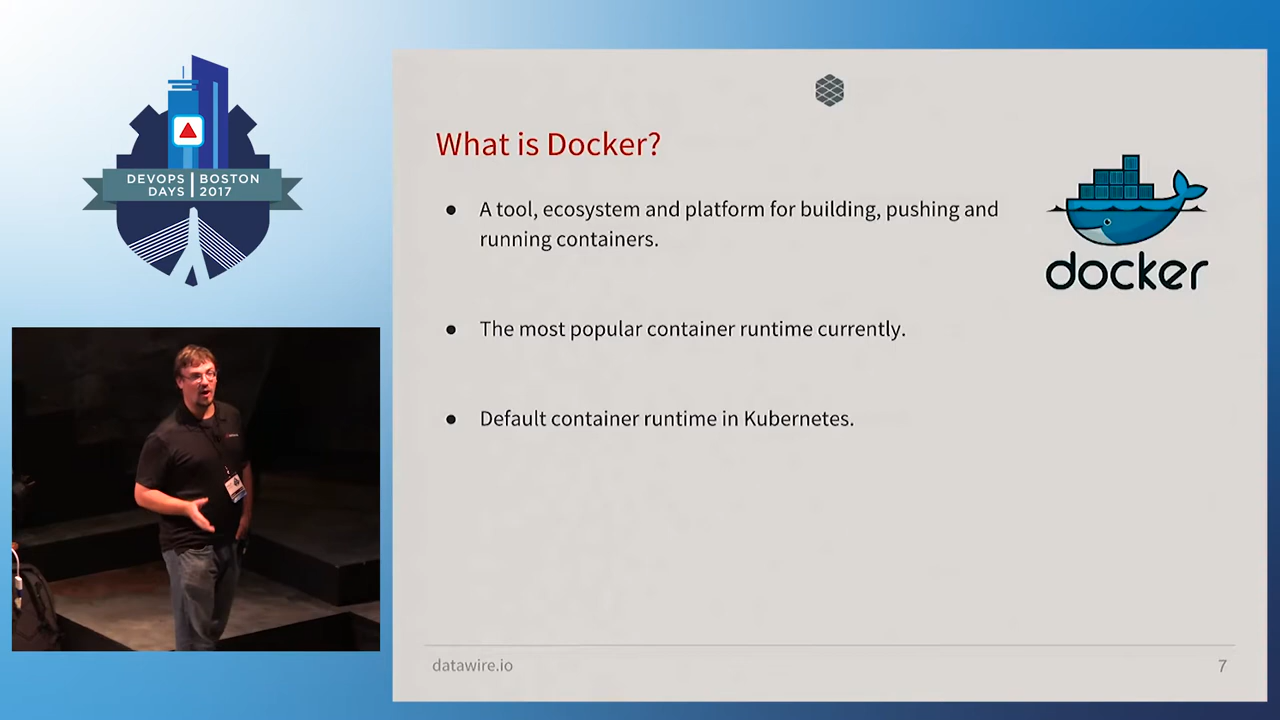 DEVOPS BOSTON
DAYS 2017
What is Docker?
● A tool, ecosystem and platform for building, pushing and
running containers.
docker
● The most popular container runtime currently.
● Default container runtime in Kubernetes.
datawire.io
7